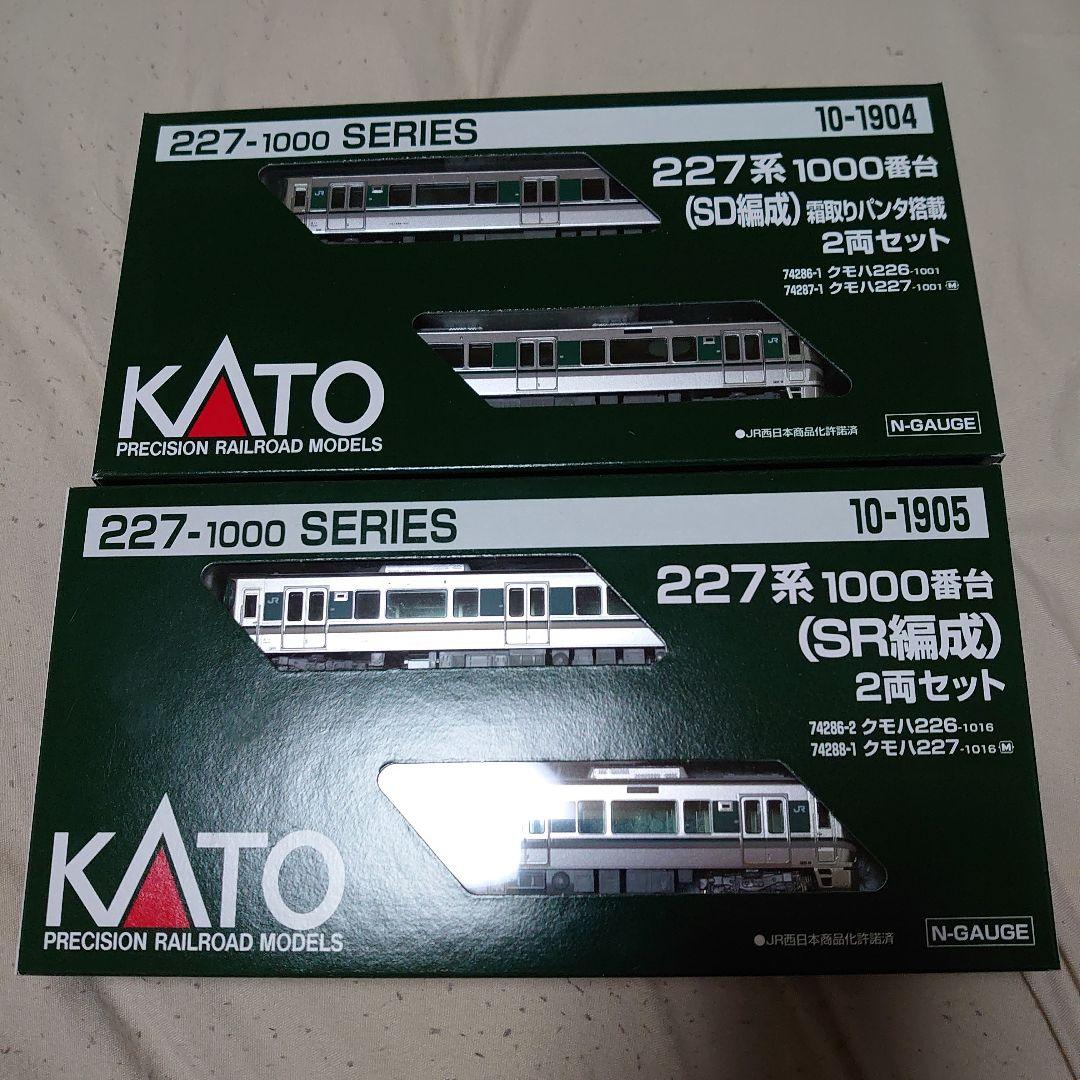 227-1000 SERIES
10-1904
227系 1000番台
(SD編成) 霜取りパンタ搭載
2両セット
74286-1 クモハ226-1001
74287-1 クモハ227-1001 M
JR
JR
KATO
PRECISION RAILROAD MODELS
●JR西日本商品化許諾済
N-GAUGE
227-1000 SERIES
10-1905
227系 1000番台
(SR編成)
2両セット
74286-2 クモハ226-1016
74288-1 クモハ227-1016 M
JR
JR
KATO
PRECISION RAILROAD MODELS
●JR西日本商品化許諾済
N-GAUGE